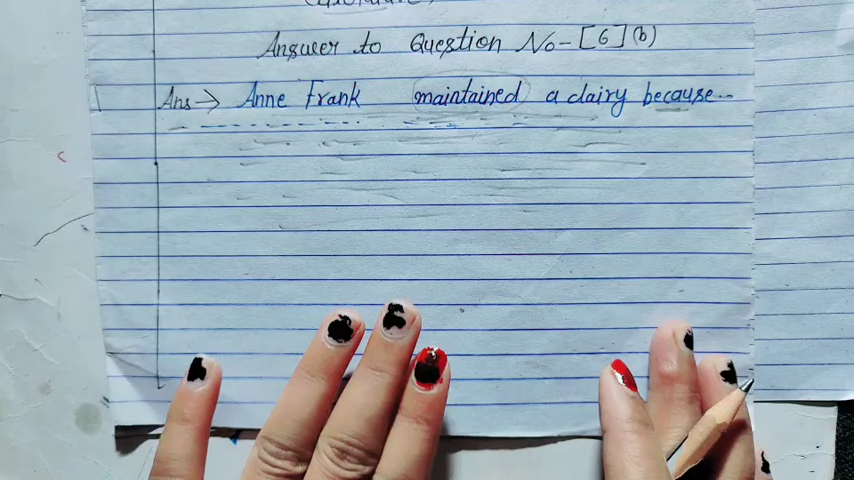 Answer to Question No-[6](b)
Ans → Anne Frank maintained a dairy because...